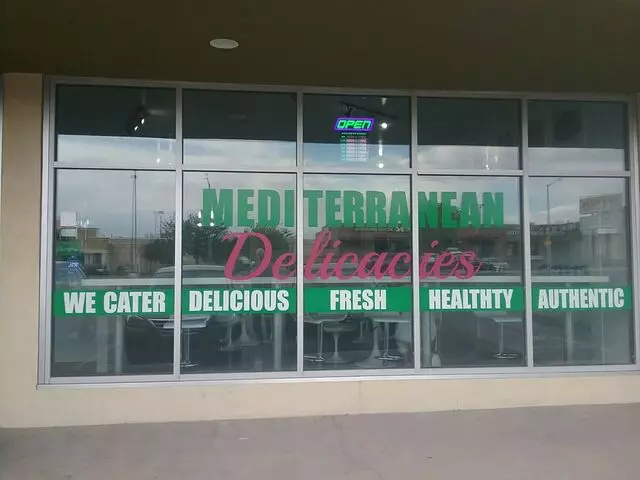 OPEN
MEDITERRANEAN
Delicacies
WE CATER DELICIOUS FRESH HEALTHTY AUTHENTIC